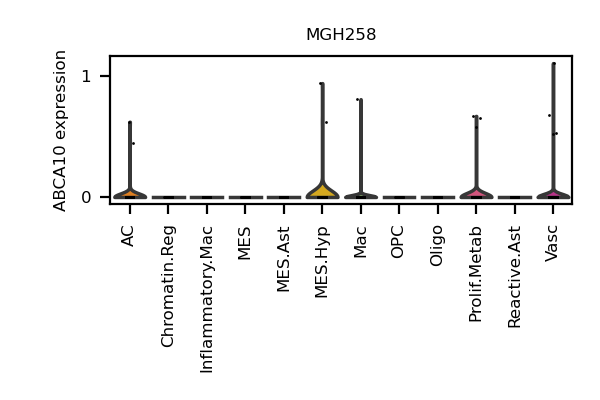 MGH258
ABCA10 expression
1
0
AC
Chromatin.Reg
Inflammatory.Mac
MES
MES.Ast
MES.Hyp
Mac
OPC
Oligo
Prolif.Metab
Reactive.Ast
Vasc